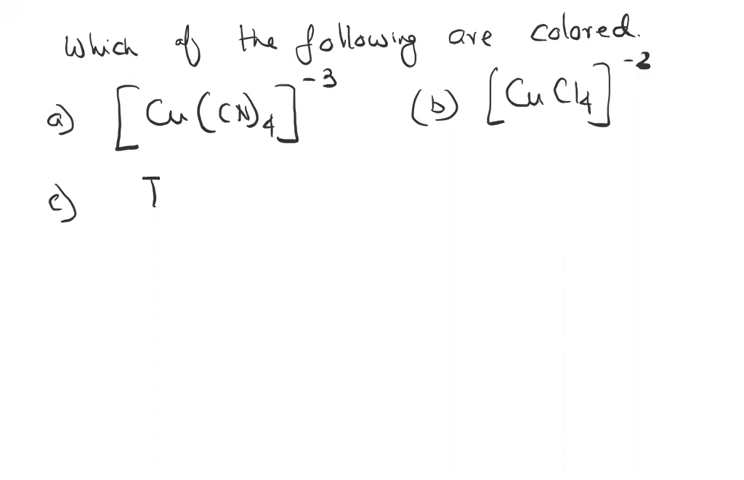 Which of the following are colored.
a) [Cu(CN)4]-3 (b) [CuCl4]-2
c) T